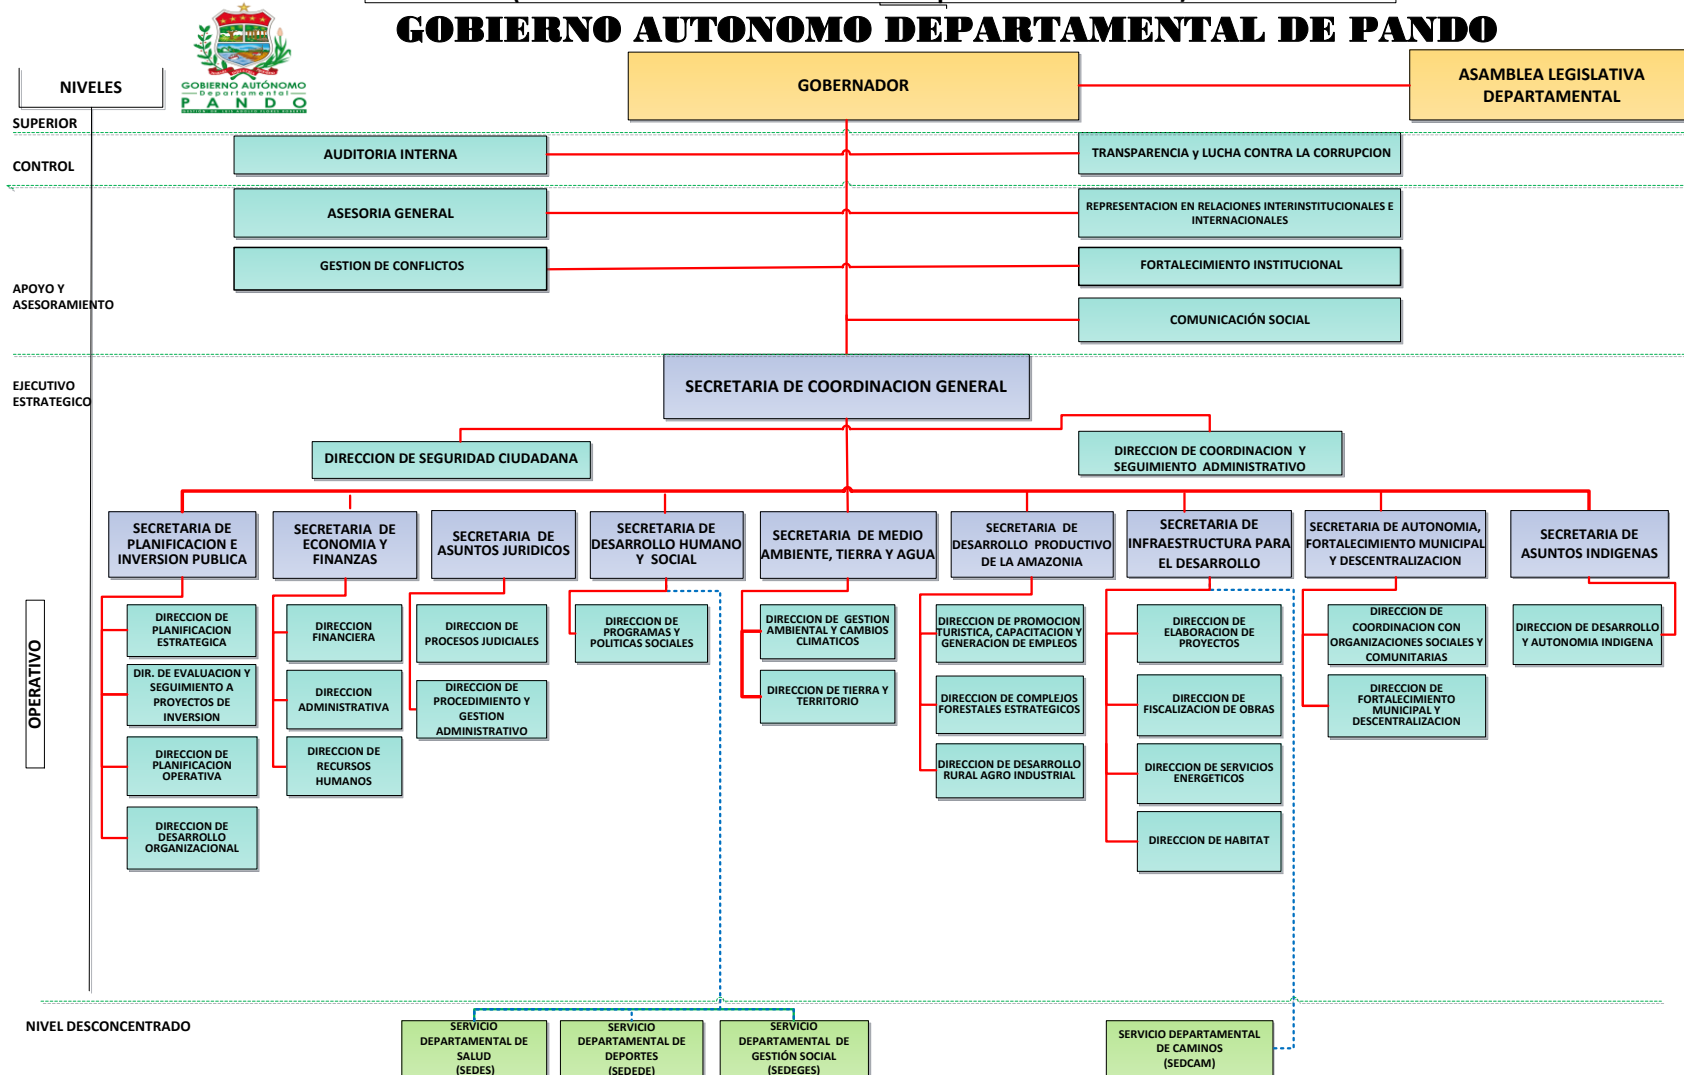 GOBIERNO AUTONOMO DEPARTAMENTAL DE PANDO
GOBIERNO AUTÓNOMO
Departamental
PANDO
NIVELES
GOBERNADOR
ASAMBLEA LEGISLATIVA
DEPARTAMENTAL
SUPERIOR
CONTROL
AUDITORIA INTERNA
TRANSPARENCIA y LUCHA CONTRA LA CORRUPCION
ASESORIA GENERAL
REPRESENTACION EN RELACIONES INTERINSTITUCIONALES E
INTERNACIONALES
GESTION DE CONFLICTOS
FORTALECIMIENTO INSTITUCIONAL
APOYO Y
ASESORAMIENTO
COMUNICACIÓN SOCIAL
EJECUTIVO
ESTRATEGICO
SECRETARIA DE COORDINACION GENERAL
DIRECCION DE SEGURIDAD CIUDADANA
DIRECCION DE COORDINACION Y
SEGUIMIENTO ADMINISTRATIVO
SECRETARIA DE
PLANIFICACION E
INVERSION PUBLICA
SECRETARIA DE
ECONOMIA Y
FINANZAS
SECRETARIA DE
ASUNTOS JURIDICOS
SECRETARIA DE
DESARROLLO HUMANO
Y SOCIAL
SECRETARIA DE MEDIO
AMBIENTE, TIERRA Y AGUA
SECRETARIA DE
DESARROLLO PRODUCTIVO
DE LA AMAZONIA
SECRETARIA DE
INFRAESTRUCTURA PARA
EL DESARROLLO
SECRETARIA DE AUTONOMIA,
FORTALECIMIENTO MUNICIPAL
Y DESCENTRALIZACION
SECRETARIA DE
ASUNTOS INDIGENAS
OPERATIVO
DIRECCION DE
PLANIFICACION
ESTRATEGICA
DIR. DE EVALUACION Y
SEGUIMIENTO A
PROYECTOS DE
INVERSION
DIRECCION DE
PLANIFICACION
OPERATIVA
DIRECCION DE
DESARROLLO
ORGANIZACIONAL
DIRECCION
FINANCIERA
DIRECCION
ADMINISTRATIVA
DIRECCION DE
RECURSOS
HUMANOS
DIRECCION DE
PROCESOS JUDICIALES
DIRECCION DE
PROCEDIMIENTO Y
GESTION
ADMINISTRATIVO
DIRECCION DE
PROGRAMAS Y
POLITICAS SOCIALES
DIRECCION DE GESTION
AMBIENTAL Y CAMBIOS
CLIMATICOS
DIRECCION DE TIERRA Y
TERRITORIO
DIRECCION DE PROMOCION
TURISTICA, CAPACITACION Y
GENERACION DE EMPLEOS
DIRECCION DE COMPLEJOS
FORESTALES ESTRATEGICOS
DIRECCION DE DESARROLLO
RURAL AGRO INDUSTRIAL
DIRECCION DE
ELABORACION DE
PROYECTOS
DIRECCION DE
FISCALIZACION DE OBRAS
DIRECCION DE SERVICIOS
ENERGETICOS
DIRECCION DE HABITAT
DIRECCION DE
COORDINACION CON
ORGANIZACIONES SOCIALES Y
COMUNITARIAS
DIRECCION DE
FORTALECIMIENTO
MUNICIPAL Y
DESCENTRALIZACION
DIRECCION DE DESARROLLO
Y AUTONOMIA INDIGENA
NIVEL DESCONCENTRADO
SERVICIO
DEPARTAMENTAL DE
SALUD
(SEDES)
SERVICIO
DEPARTAMENTAL DE
DEPORTES
(SEDEDE)
SERVICIO
DEPARTAMENTAL DE
GESTIÓN SOCIAL
(SEDEGES)
SERVICIO DEPARTAMENTAL
DE CAMINOS
(SEDCAM)